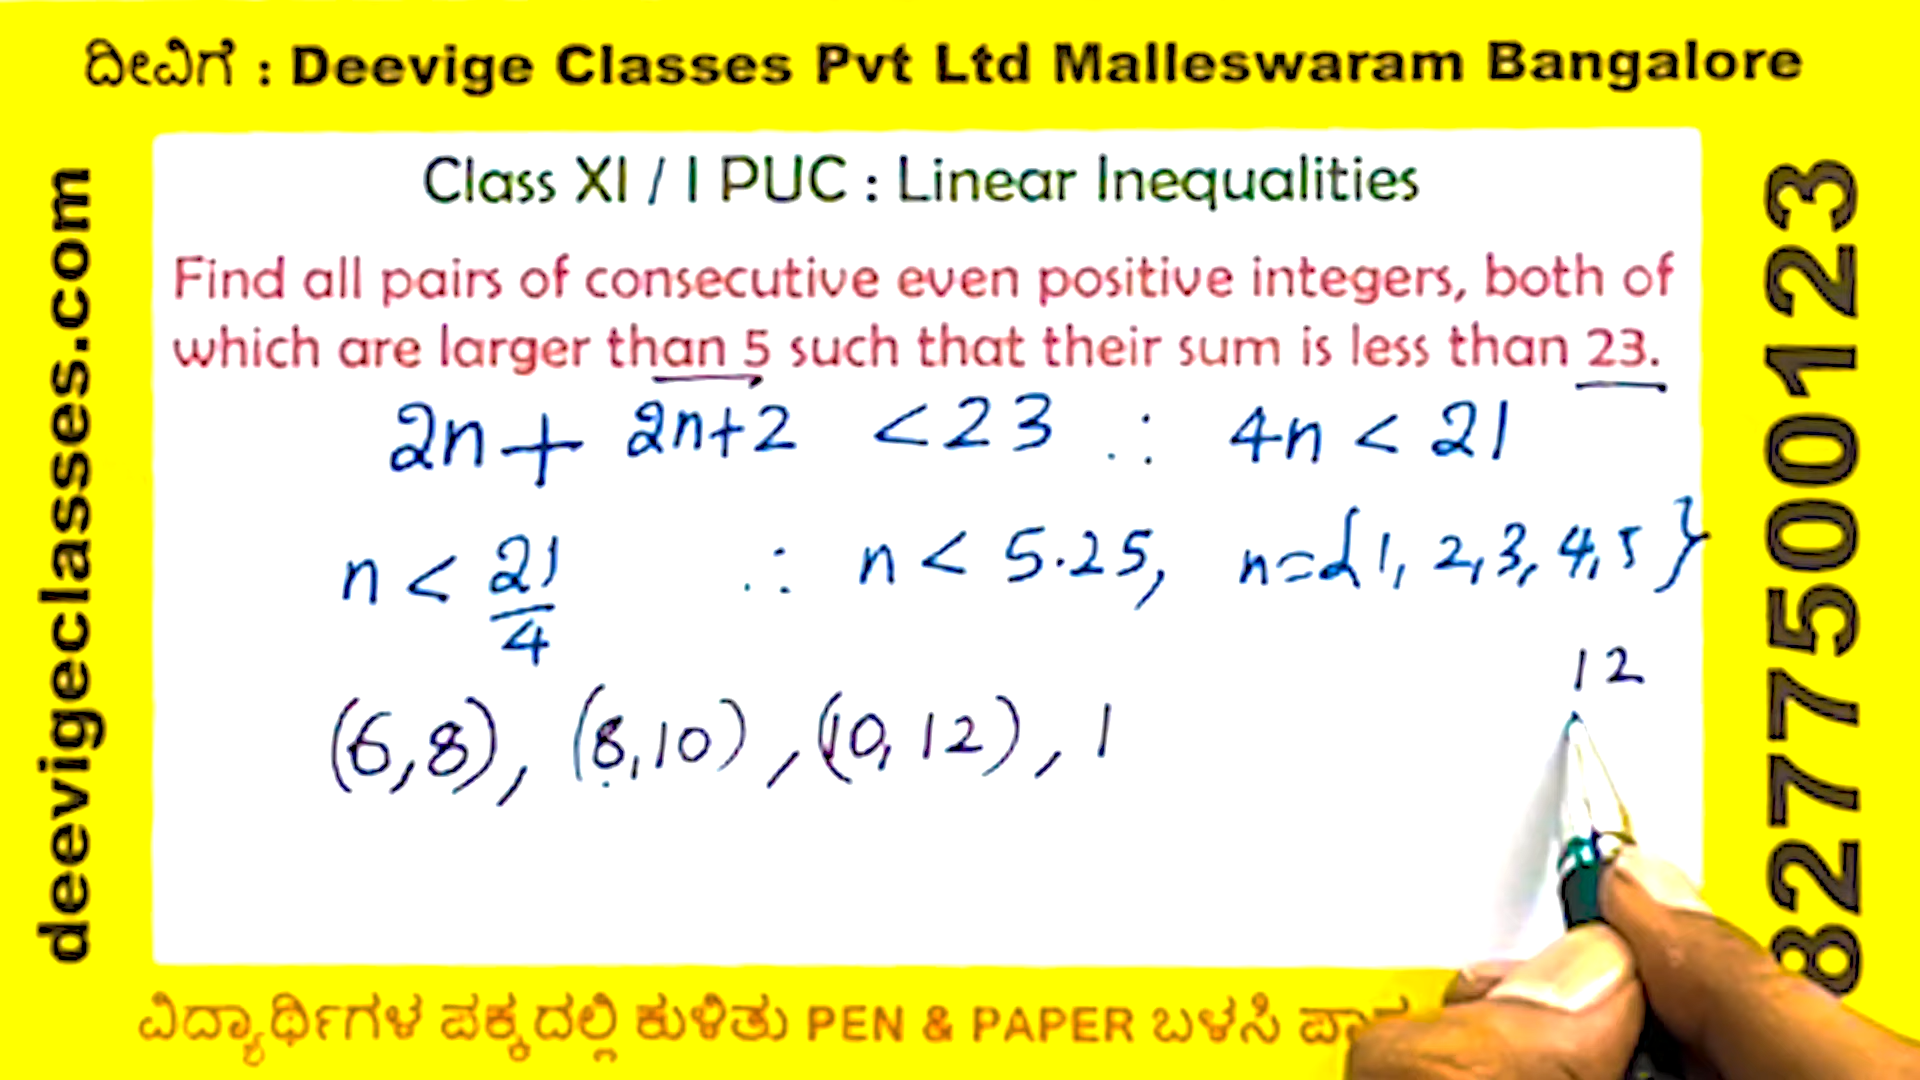 ದೀವಿಗೆ : Deevige Classes Pvt Ltd Malleswaram Bangalore
deevigeclasses.com
Class XI / I PUC : Linear Inequalities
Find all pairs of consecutive even positive integers, both of
which are larger than 5 such that their sum is less than 23.
2n + 2n+2 < 23 ∴ 4n < 21
n < 21/4 ∴ n < 5.25, n={1, 2,3,4,5}
12
(6,8), (8,10), (10,12), 1
8277500123
ವಿದ್ಯಾರ್ಥಿಗಳ ಪಕ್ಕದಲ್ಲಿ ಕುಳಿತು PEN & PAPER ಬಳಸಿ